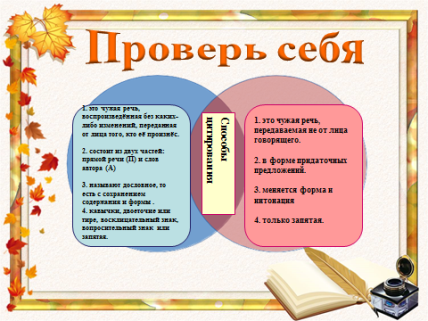 Проверь себя
1. это чужая речь,
воспроизведённая без каких-
либо изменений, переданная
от лица того, кто её произнёс.
2. состоит из двух частей:
прямой речи (П) и слов
автора (А)
3. называют дословное, то
есть с сохранением
содержания и формы .
4. кавычки, двоеточие или
тире, восклицательный знак,
вопросительный знак или
запятая.
Способы
цитирования
1. это чужая речь,
передаваемая не от лица
говорящего.
2. в форме придаточных
предложений.
3. меняется форма и
интонация
4. только запятая.